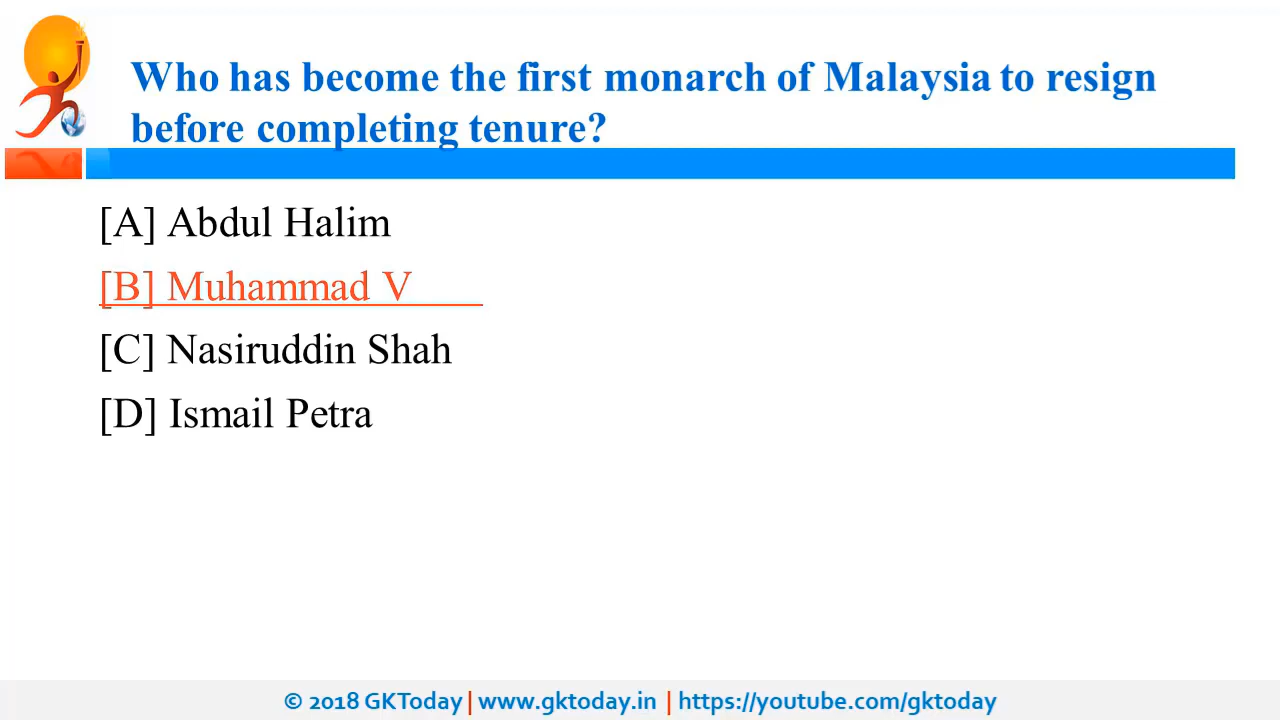 Who has become the first monarch of Malaysia to resign
before completing tenure?
[A] Abdul Halim
[B] Muhammad V
[C] Nasiruddin Shah
[D] Ismail Petra
© 2018 GKToday | www.gktoday.in | https://youtube.com/gktoday